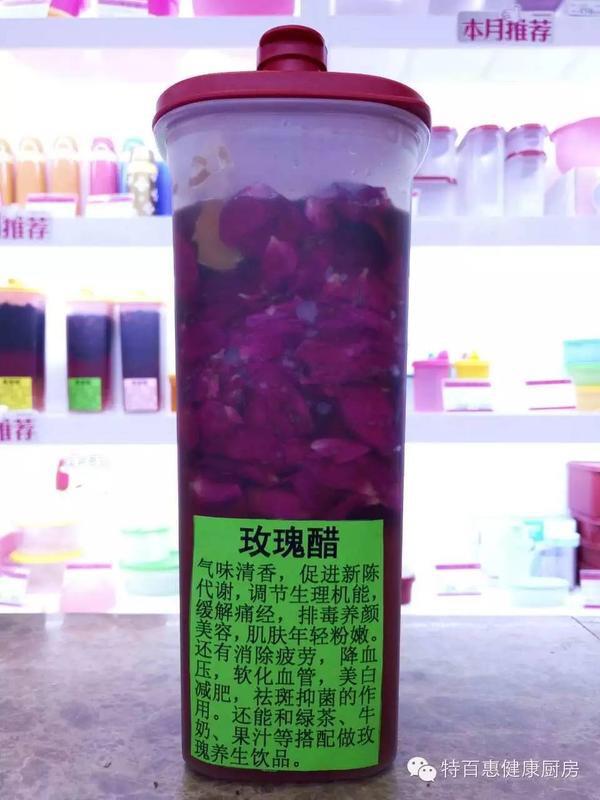 本月推荐
月推荐
推荐
玫瑰醋
气味清香，促进新陈
代谢，调节生理机能，
缓解痛经，排毒养颜
美容，肌肤年轻粉嫩。
还有消除疲劳，降血
压，软化血管，美白
减肥，祛斑抑菌的作
用。还能和绿茶、牛
奶、果汁等搭配做玫
瑰养生饮品。
特百惠健康厨房